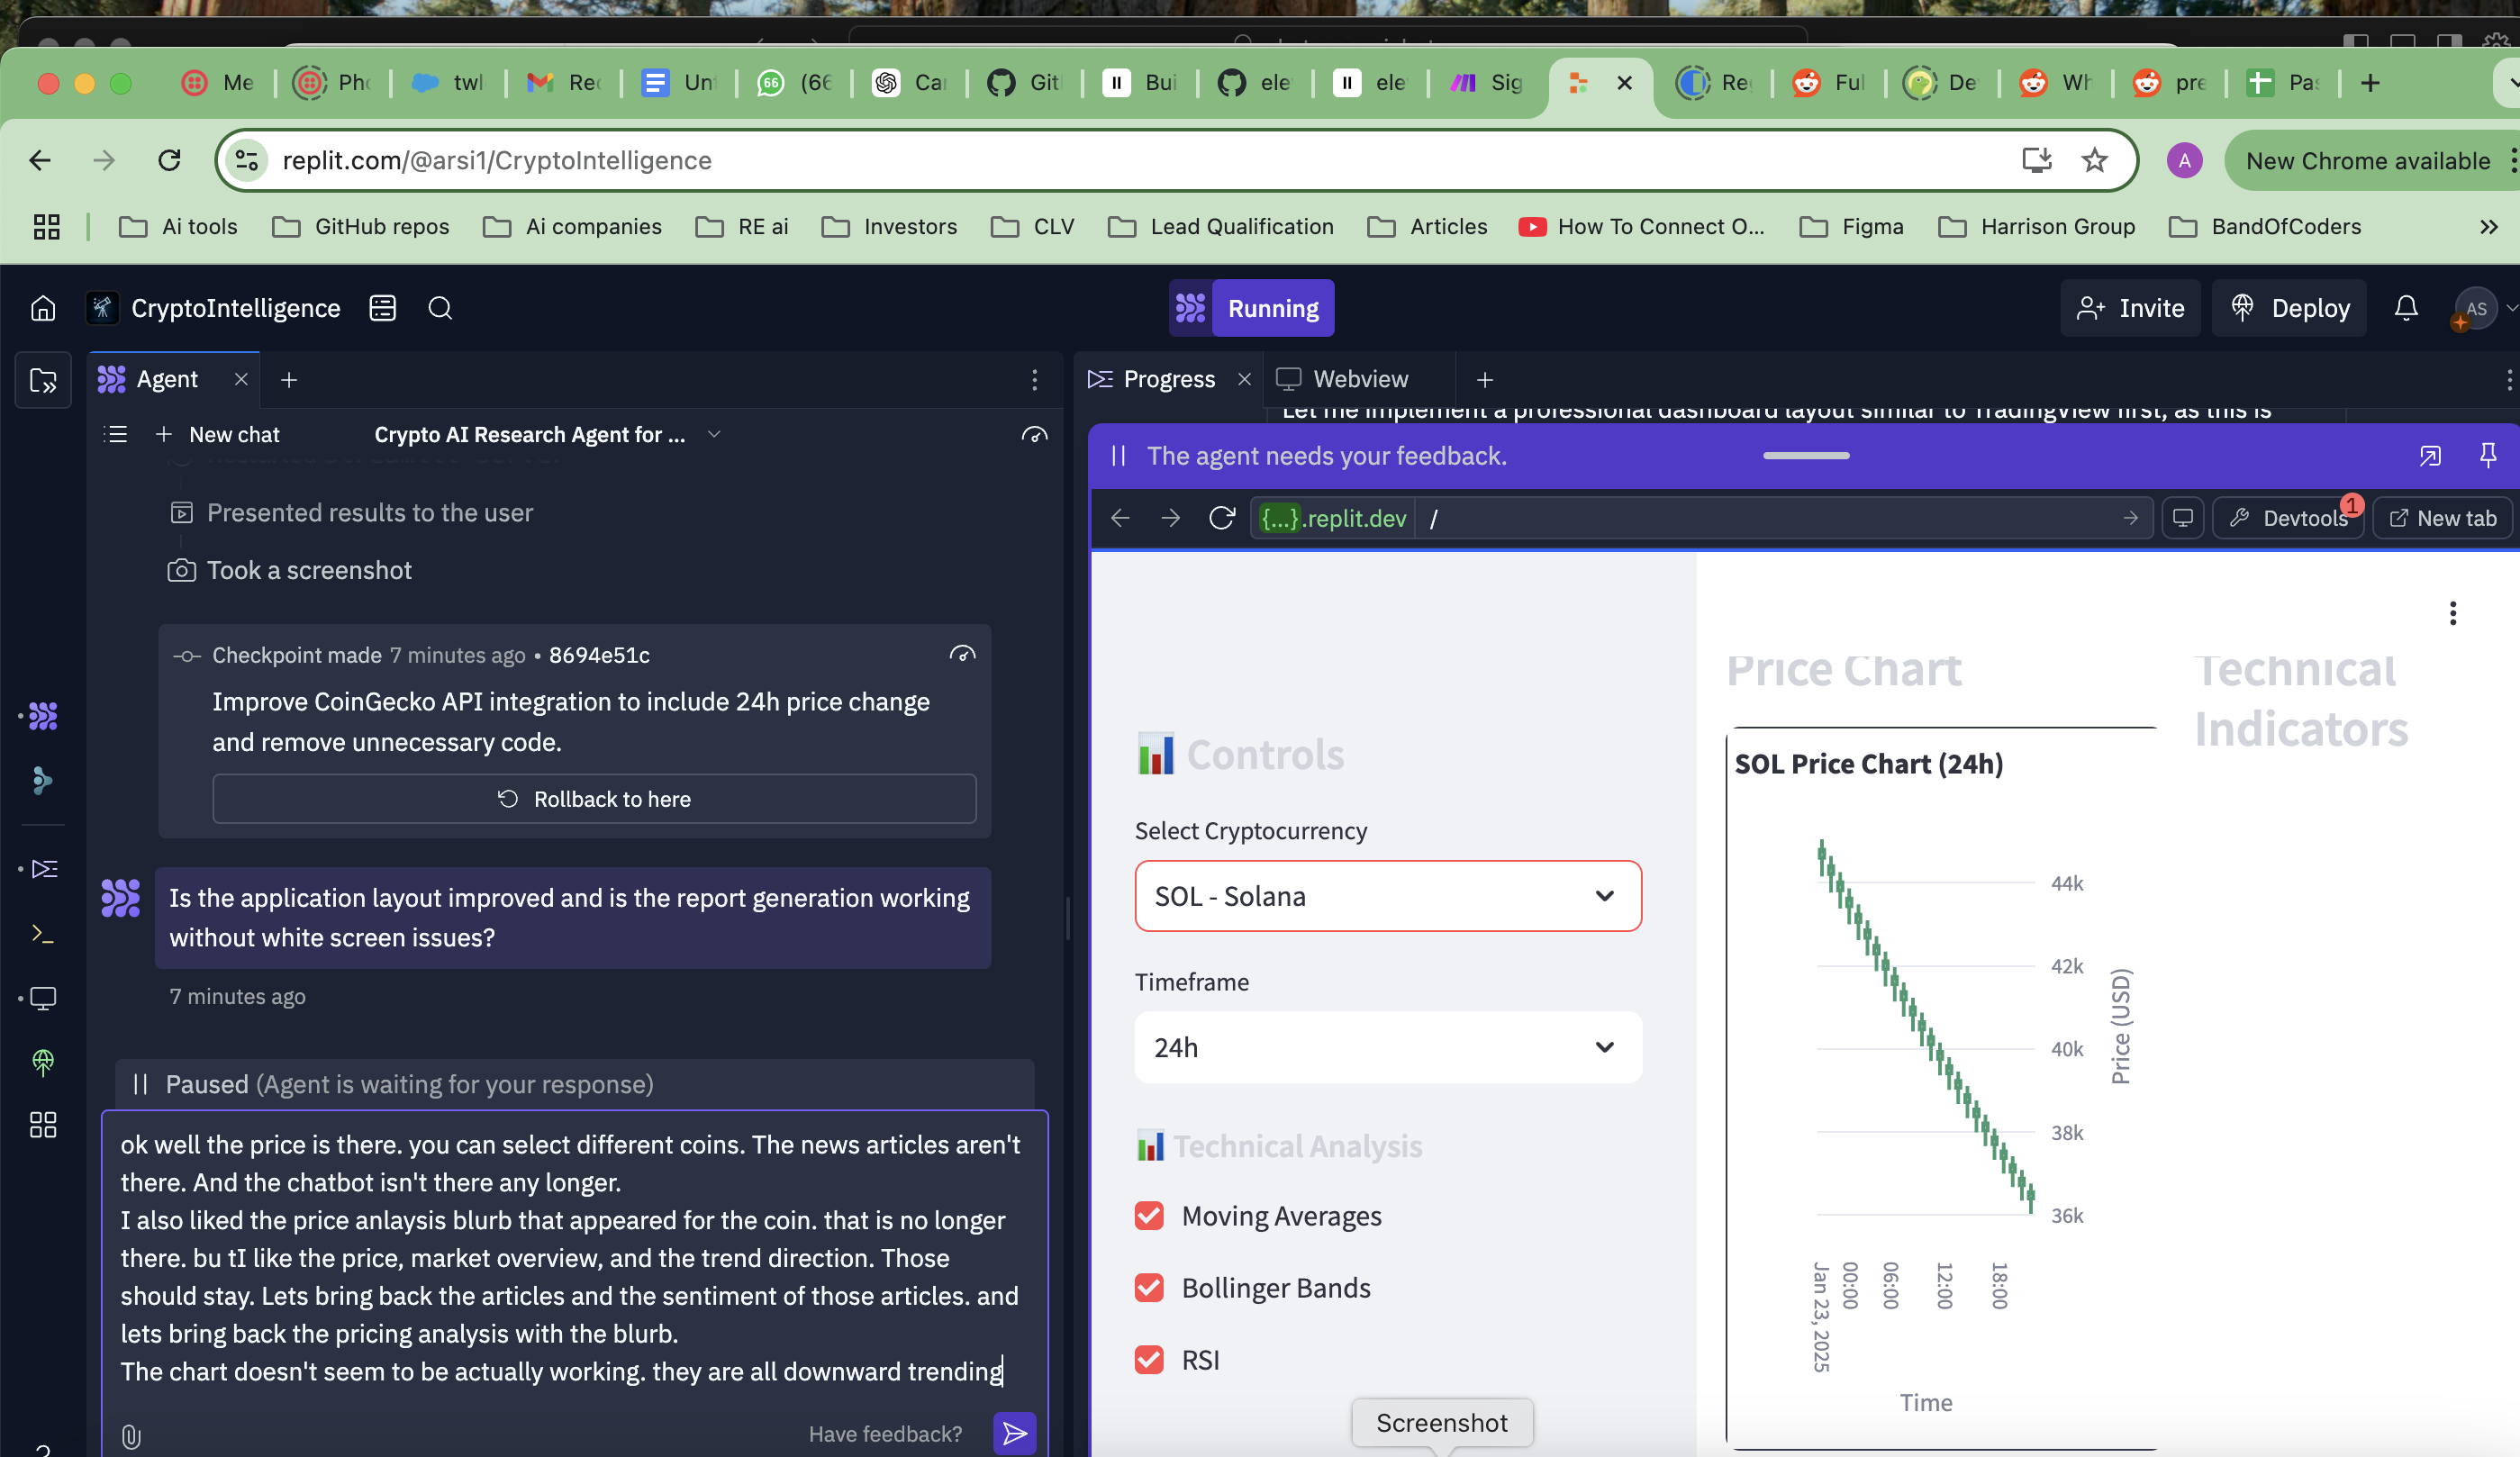 Me
Pho
twl
Rec
Unt
66
(66
Ca
Git
Bui
ele
ele
Sig
Re
Ful
De
Wh
pre
Pas
replit.com/@arsi1/CryptoIntelligence
A
New Chrome available
Ai tools
GitHub repos
Ai companies
RE ai
Investors
CLV
Lead Qualification
Articles
How To Connect O...
Figma
Harrison Group
BandOfCoders
CryptoIntelligence
Running
Invite
Deploy
AS
Agent
Progress
Webview
New chat
Crypto AI Research Agent for ...
Let me implement a professional dashboard layout similar to TradingView first, as this is
The agent needs your feedback.
Presented results to the user
{...}.replit.dev
/
Devtools
1
New tab
Took a screenshot
Checkpoint made 7 minutes ago • 8694e51c
Improve CoinGecko API integration to include 24h price change
and remove unnecessary code.
Rollback to here
Is the application layout improved and is the report generation working
without white screen issues?
7 minutes ago
Paused (Agent is waiting for your response)
ok well the price is there. you can select different coins. The news articles aren't
there. And the chatbot isn't there any longer.
I also liked the price anlaysis blurb that appeared for the coin. that is no longer
there. bu tI like the price, market overview, and the trend direction. Those
should stay. Lets bring back the articles and the sentiment of those articles. and
lets bring back the pricing analysis with the blurb.
The chart doesn't seem to be actually working. they are all downward trending
Have feedback?
Controls
Select Cryptocurrency
SOL - Solana
Timeframe
24h
Technical Analysis
Moving Averages
Bollinger Bands
RSI
Screenshot
Price Chart
Technical
Indicators
SOL Price Chart (24h)
44k
42k
40k
38k
36k
Price (USD)
00:00
Jan 23, 2025
06:00
12:00
18:00
Time